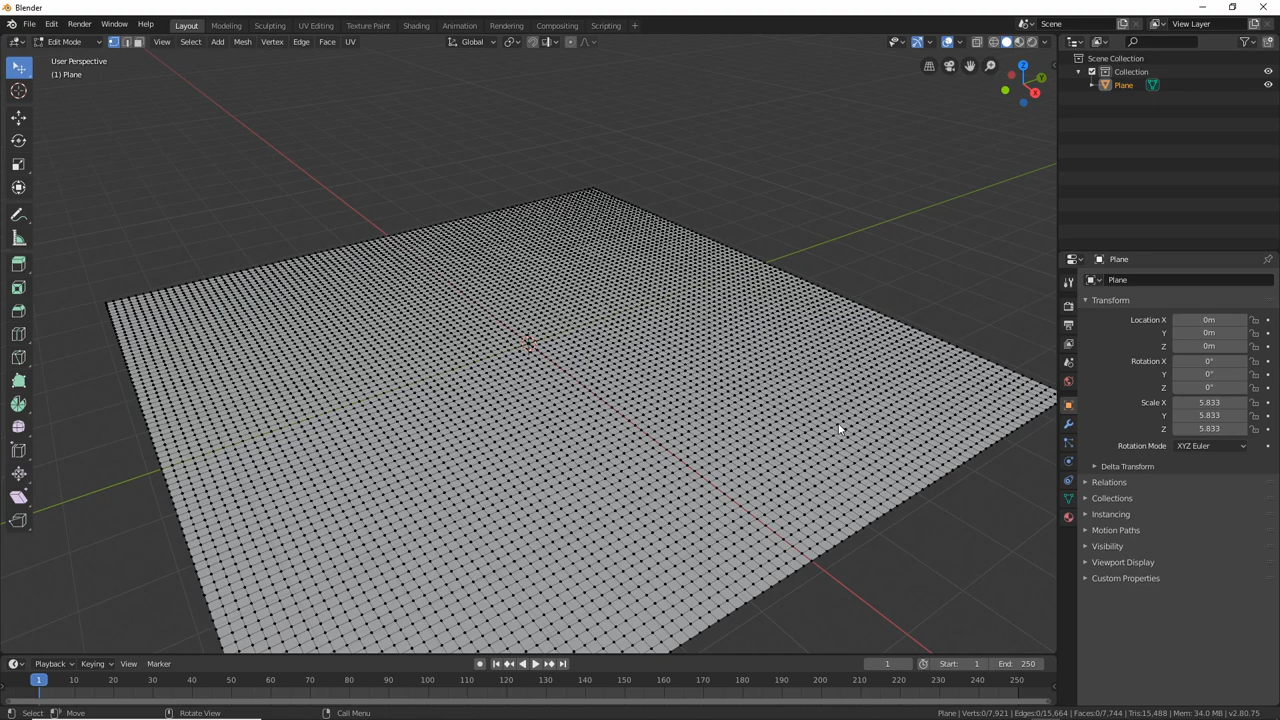 Blender
File Edit Render Window Help Layout Modeling Sculpting UV Editing Texture Paint Shading Animation Rendering Compositing Scripting + Scene View Layer
Edit Mode View Select Add Mesh Vertex Edge Face UV Global
User Perspective
(1) Plane
Z
Y
X
Scene Collection
Collection
Plane
Plane
Plane
Transform
Location X 0m
Y 0m
Z 0m
Rotation X 0°
Y 0°
Z 0°
Scale X 5.833
Y 5.833
Z 5.833
Rotation Mode XYZ Euler
Delta Transform
Relations
Collections
Instancing
Motion Paths
Visibility
Viewport Display
Custom Properties
Playback Keying View Marker 1 Start: 1 End: 250
1 10 20 30 40 50 60 70 80 90 100 110 120 130 140 150 160 170 180 190 200 210 220 230 240 250
Select Move Rotate View Call Menu Plane | Verts:0/7,921 | Edges:0/15,664 | Faces:0/7,744 | Tris:15,488 | Mem: 34.0 MB | v2.80.75